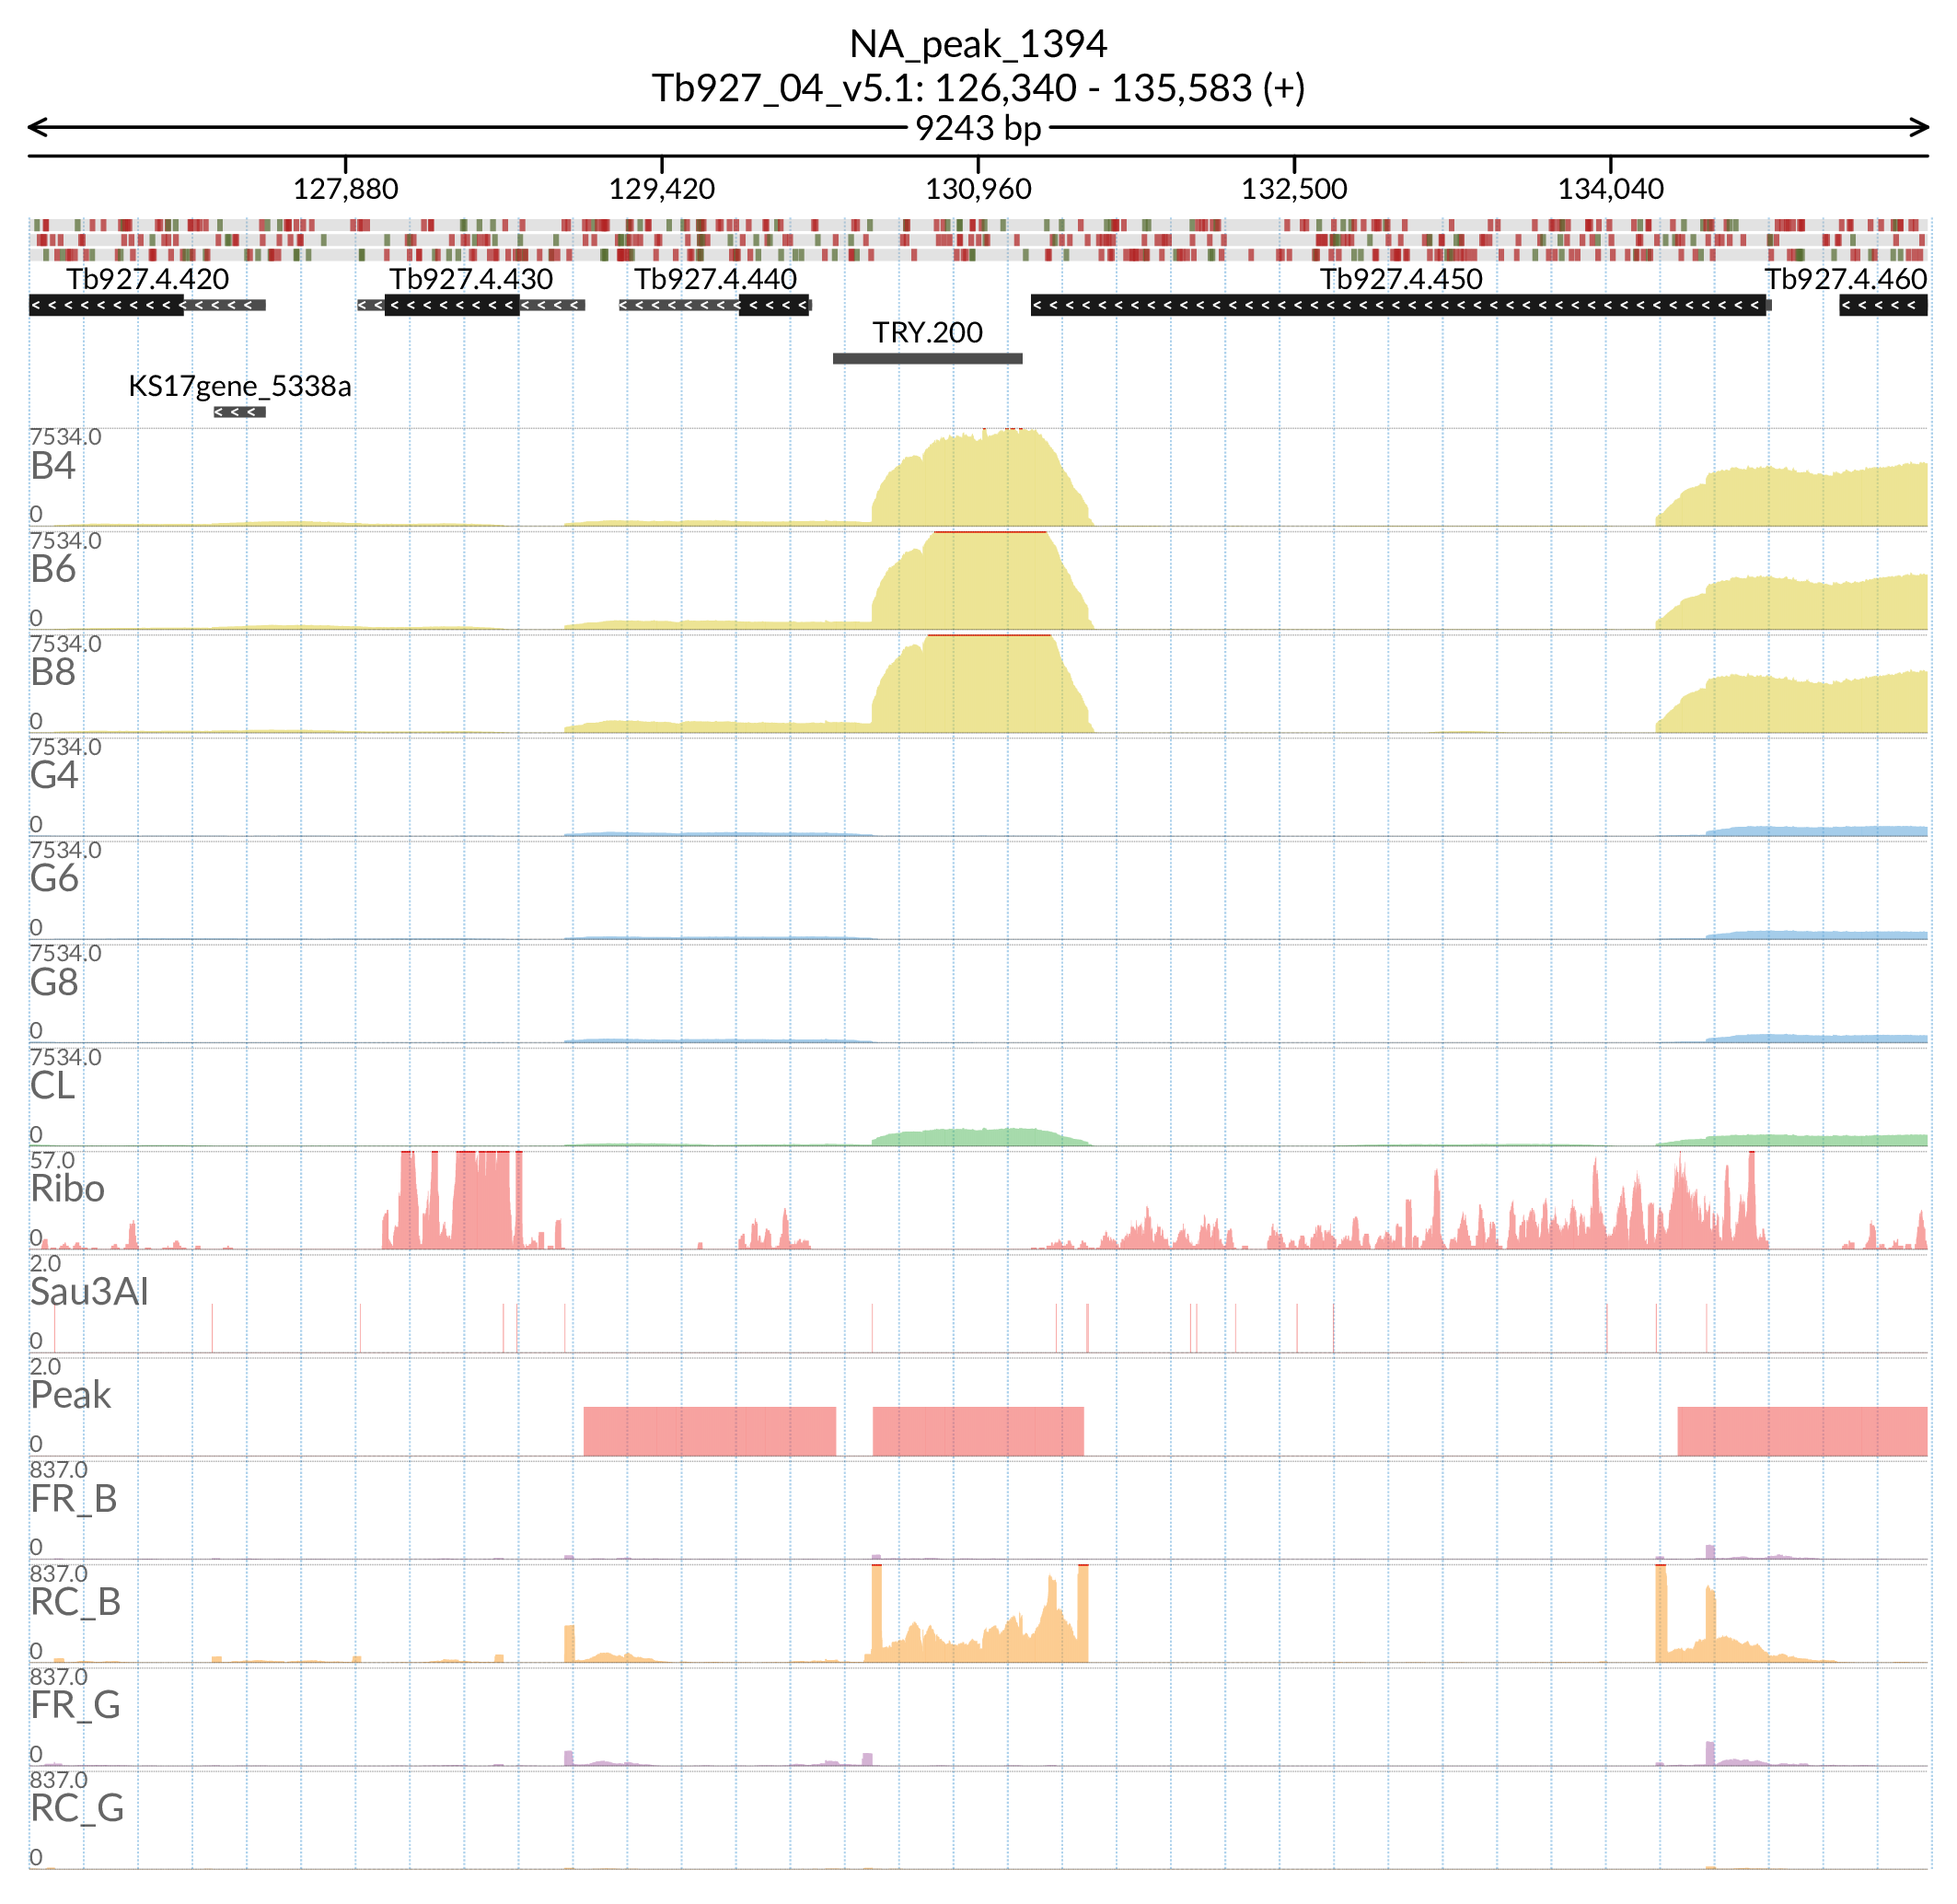 NA_peak_1394
Tb927_04_v5.1: 126,340 - 135,583 (+)
9243 bp
127,880 129,420 130,960 132,500 134,040
Tb927.4.420 Tb927.4.430 Tb927.4.440 Tb927.4.450 Tb927.4.460
TRY.200
KS17gene_5338a
7534.0
B4
0
7534.0
B6
0
7534.0
B8
0
7534.0
G4
0
7534.0
G6
0
7534.0
G8
0
7534.0
CL
0
57.0
Ribo
0
2.0
Sau3AI
0
2.0
Peak
0
837.0
FR_B
0
837.0
RC_B
0
837.0
FR_G
0
837.0
RC_G
0